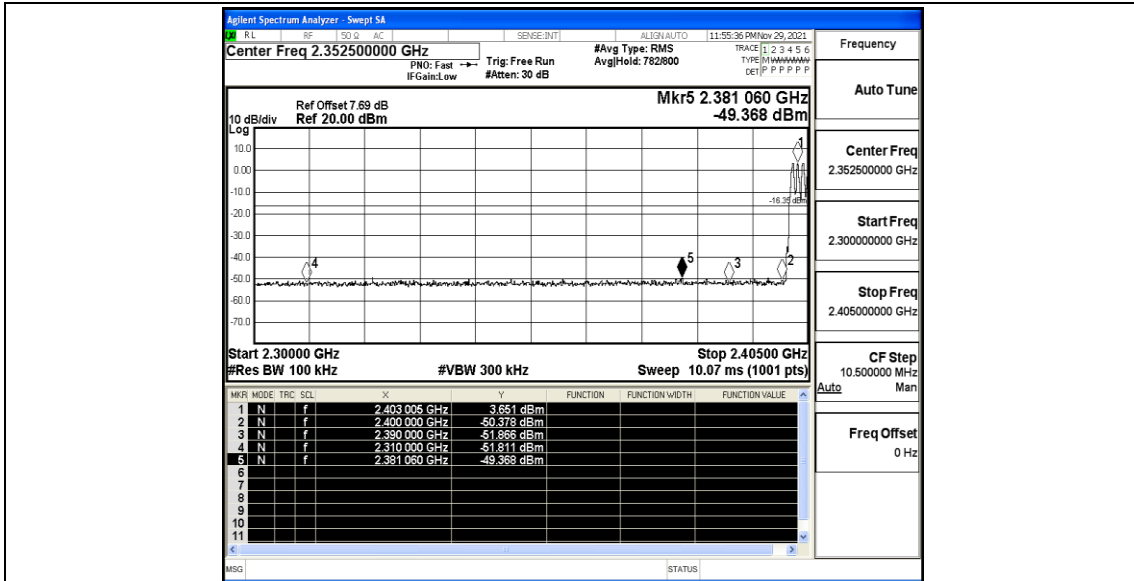 Agilent Spectrum Analyzer - Swept SA
LXI RL RF 50 Ω AC SENSE:INT ALIGNAUTO 11:55:36 PM Nov 29, 2021
Center Freq 2.352500000 GHz
PNO: Fast
IFGain:Low
Trig: Free Run
#Atten: 30 dB
#Avg Type: RMS
Avg|Hold: 782/800
TRACE 1 2 3 4 5 6
TYPE M WWWWW
DET P P P P P P
Frequency
Auto Tune
Ref Offset 7.69 dB
10 dB/div Ref 20.00 dBm
Log
Mkr5 2.381 060 GHz
-49.368 dBm
10.0
0.00
-10.0
-20.0
-30.0
-40.0
-50.0
-60.0
-70.0
1
-16.35 dBm
4
5
3
2
Center Freq
2.352500000 GHz
Start Freq
2.300000000 GHz
Stop Freq
2.405000000 GHz
Start 2.30000 GHz Stop 2.40500 GHz
#Res BW 100 kHz #VBW 300 kHz Sweep 10.07 ms (1001 pts)
CF Step
10.500000 MHz
Auto Man
MKR MODE TRC SCL X Y FUNCTION FUNCTION WIDTH FUNCTION VALUE
1 N f 2.403 005 GHz 3.651 dBm
2 N f 2.400 000 GHz -50.378 dBm
3 N f 2.390 000 GHz -51.866 dBm
4 N f 2.310 000 GHz -51.811 dBm
5 N f 2.381 060 GHz -49.368 dBm
6
7
8
9
10
11
Freq Offset
0 Hz
MSG STATUS